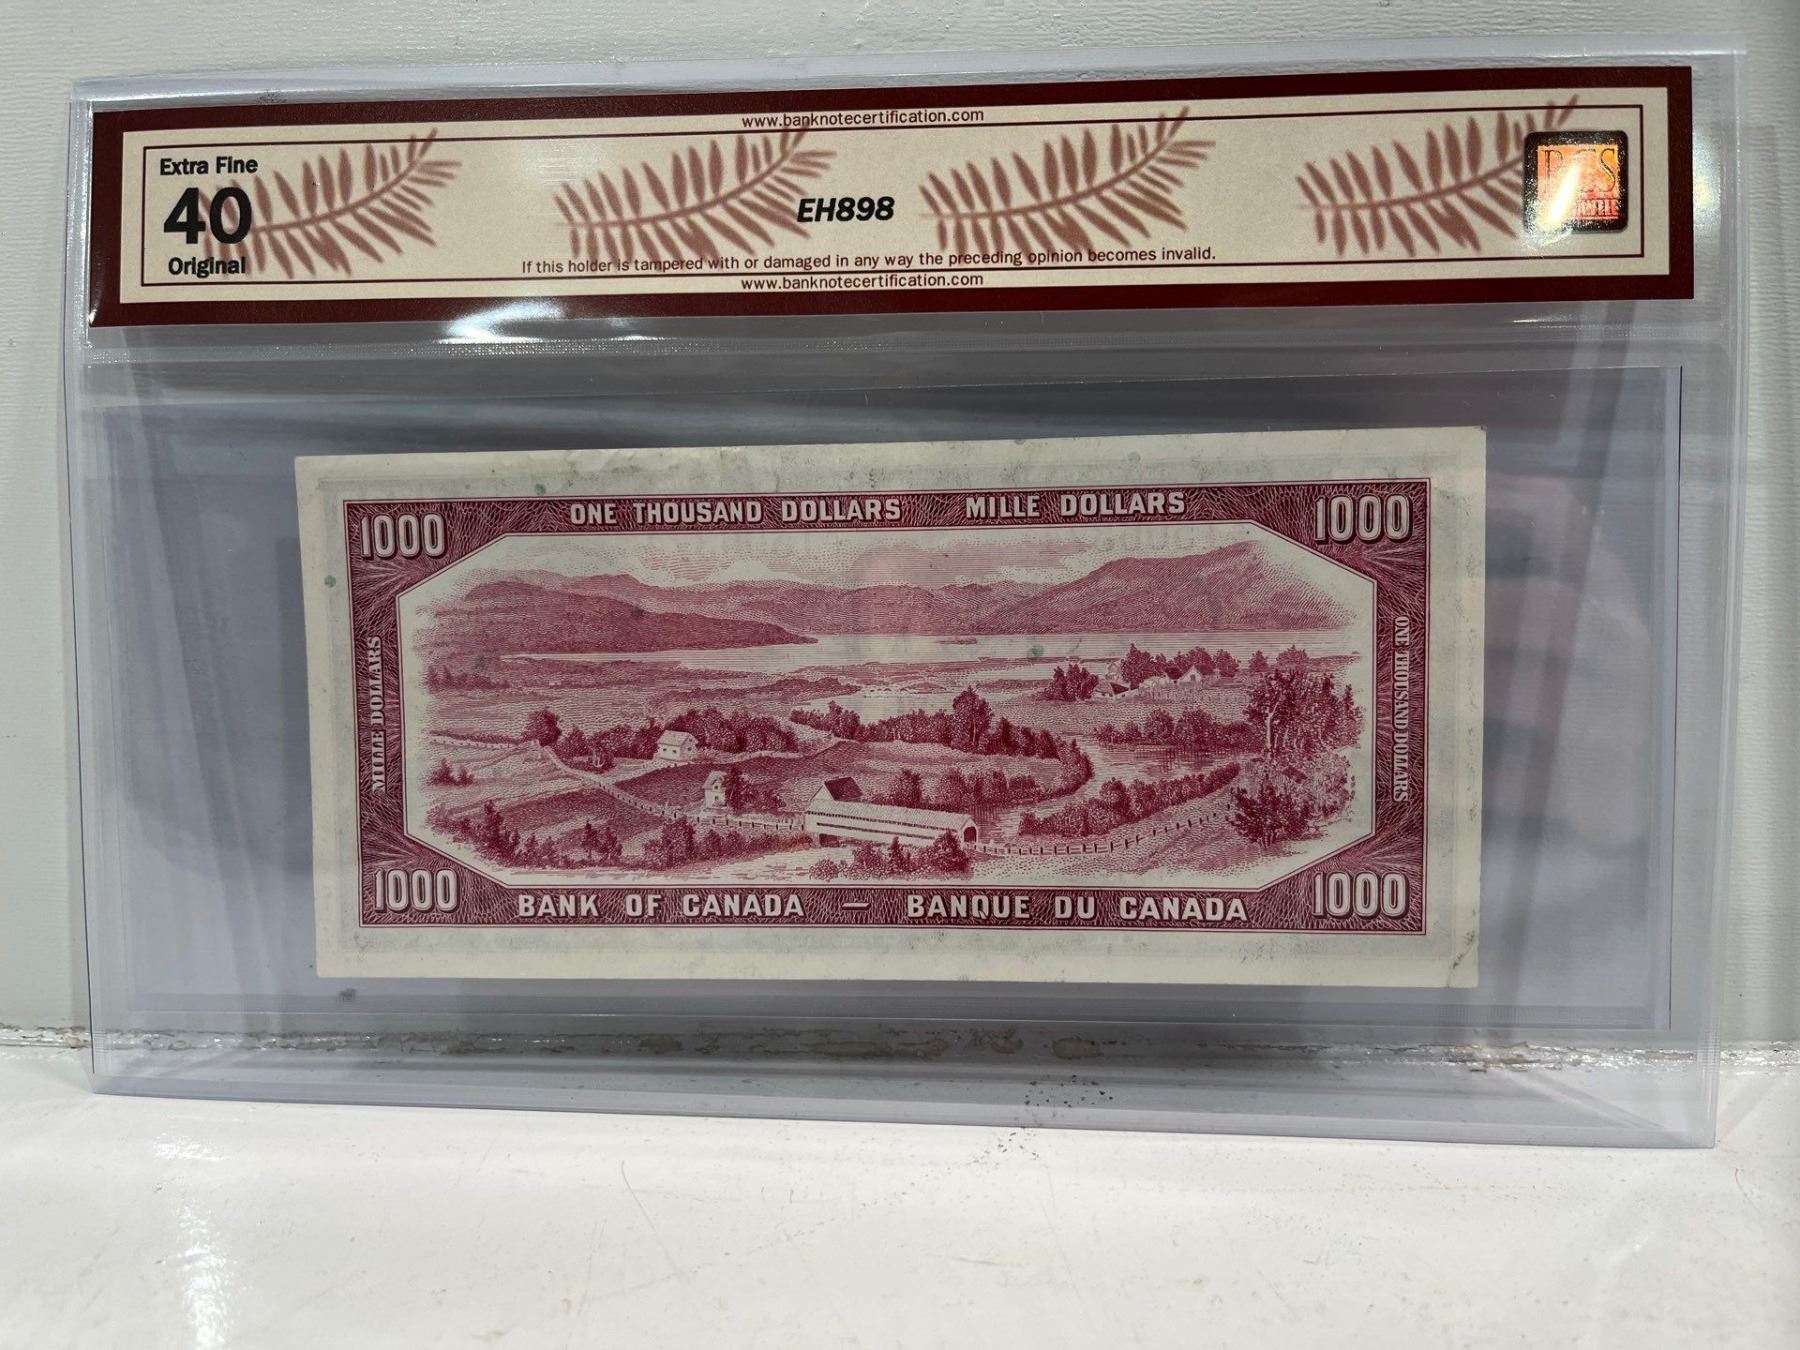 www.banknotecertification.com
Extra Fine
40
Original
EH898
BCS
If this holder is tampered with or damaged in any way the preceding opinion becomes invalid.
www.banknotecertification.com
1000
ONE THOUSAND DOLLARS MILLE DOLLARS
1000
MILLE DOLLARS
ONE THOUSAND DOLLARS
1000
BANK OF CANADA — BANQUE DU CANADA
1000